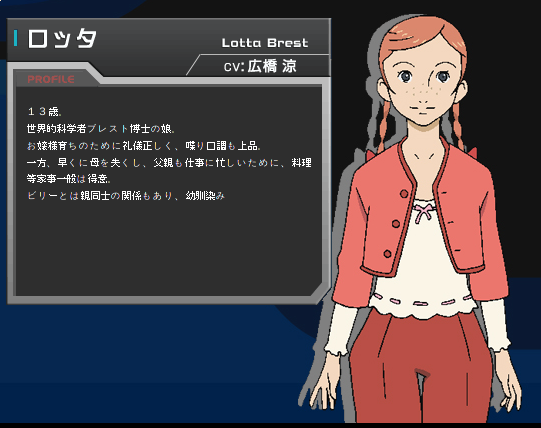 ロッタ
Lotta Brest
CV:広橋 涼
PROFILE
１３歳。
世界的科学者ブレスト博士の娘。
お嬢様育ちのために礼儀正しく、喋り口調も上品。
一方、早くに母を失くし、父親も仕事に忙しいために、料理
等家事一般は得意。
ビリーとは親同士の関係もあり、幼馴染み